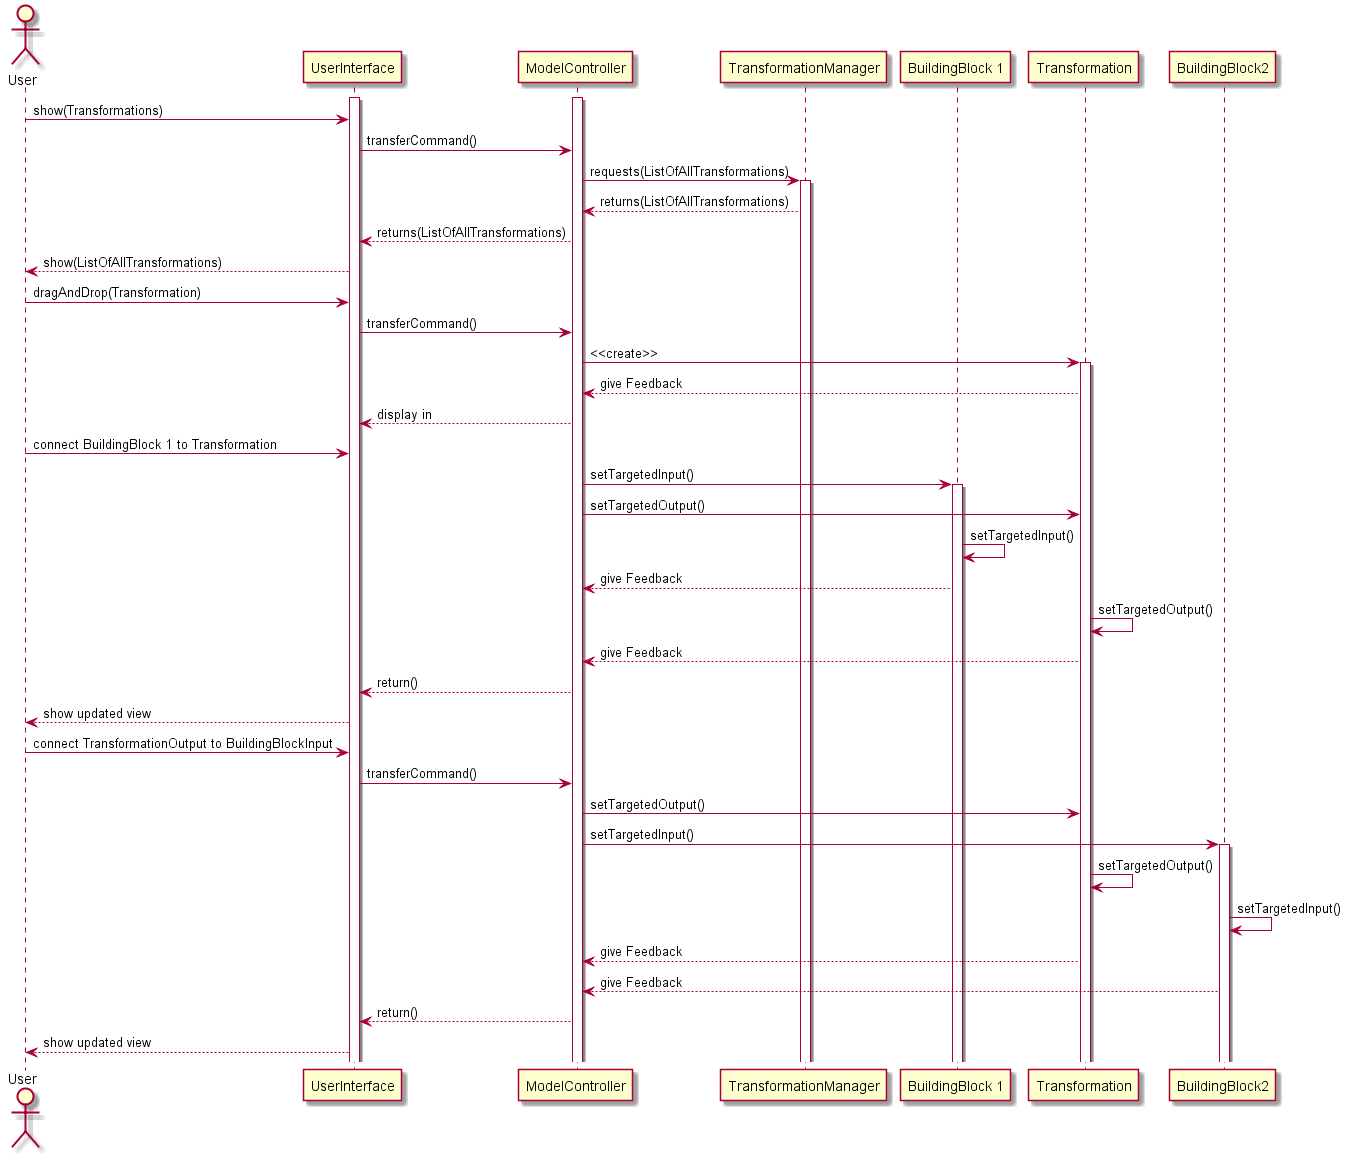 User
UserInterface
ModelController
TransformationManager
BuildingBlock 1
Transformation
BuildingBlock2
show(Transformations)
transferCommand()
requests(ListOfAllTransformations)
returns(ListOfAllTransformations)
returns(ListOfAllTransformations)
show(ListOfAllTransformations)
dragAndDrop(Transformation)
transferCommand()
<<create>>
give Feedback
display in
connect BuildingBlock 1 to Transformation
setTargetedInput()
setTargetedOutput()
setTargetedInput()
give Feedback
setTargetedOutput()
give Feedback
return()
show updated view
connect TransformationOutput to BuildingBlockInput
transferCommand()
setTargetedOutput()
setTargetedInput()
setTargetedOutput()
setTargetedInput()
give Feedback
give Feedback
return()
show updated view
User
UserInterface
ModelController
TransformationManager
BuildingBlock 1
Transformation
BuildingBlock2